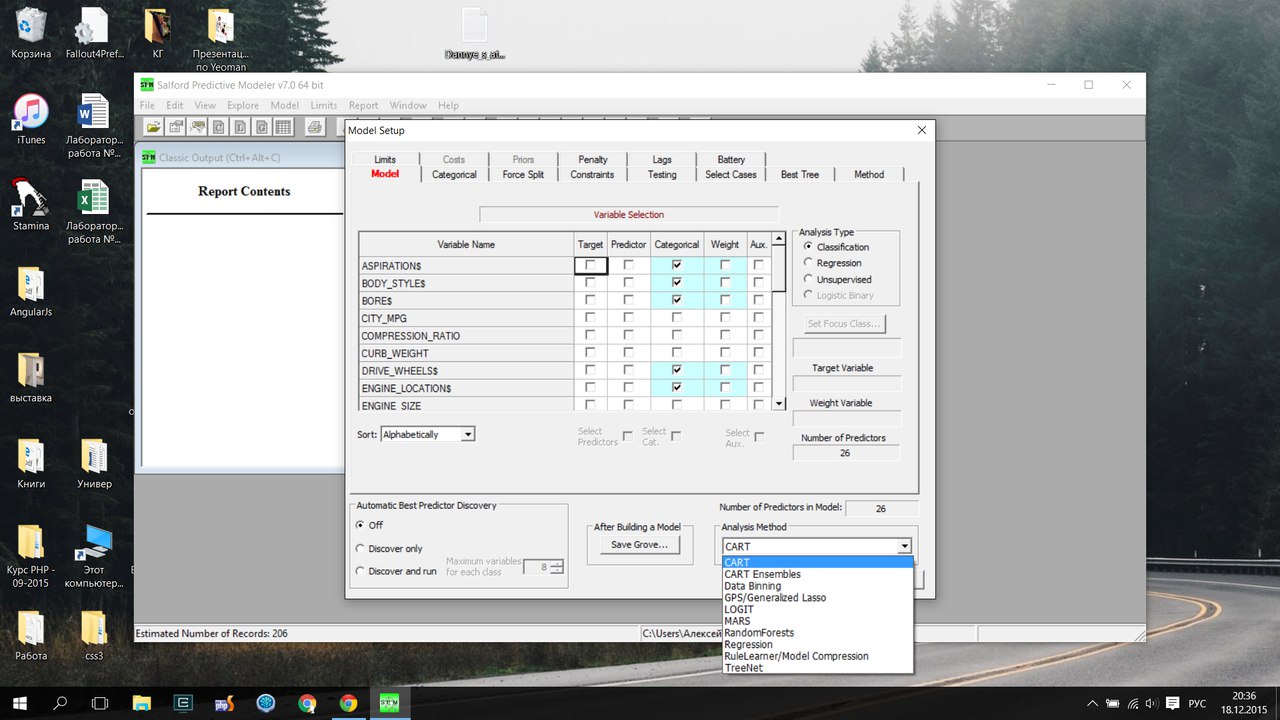 Корзина
Fallout4Pref...
КГ
Презентац...
по Yeoman
Dannye_s_at...
iTunes
Лаборатор...
работа №...
Stamina
Лаборатор...
работа №...
AngularJs
выставка
Книги
Универ
Курс PHP -
09-2015
Этот
компьютер...
Работа
css3
Salford Predictive Modeler v7.0 64 bit
File Edit View Explore Model Limits Report Window Help
Classic Output (Ctrl+Alt+C)
Report Contents
Model Setup
Limits Costs Priors Penalty Lags Battery
Model Categorical Force Split Constraints Testing Select Cases Best Tree Method
Variable Selection
Variable Name Target Predictor Categorical Weight Aux.
ASPIRATION$
BODY_STYLE$
BORE$
CITY_MPG
COMPRESSION_RATIO
CURB_WEIGHT
DRIVE_WHEELS$
ENGINE_LOCATION$
ENGINE_SIZE
Sort: Alphabetically
Select
Predictors
Select
Cat.
Select
Aux.
Analysis Type
Classification
Regression
Unsupervised
Logistic Binary
Set Focus Class...
Target Variable
Weight Variable
Number of Predictors
26
Automatic Best Predictor Discovery
Off
Discover only
Discover and run
Maximum variables
for each class
8
After Building a Model
Save Grove...
Number of Predictors in Model: 26
Analysis Method
CART
CART
CART Ensembles
Data Binning
GPS/Generalized Lasso
LOGIT
MARS
RandomForests
Regression
RuleLearner/Model Compression
TreeNet
Estimated Number of Records: 206
C:\Users\Алексей
РУС
20:36
18.12.2015